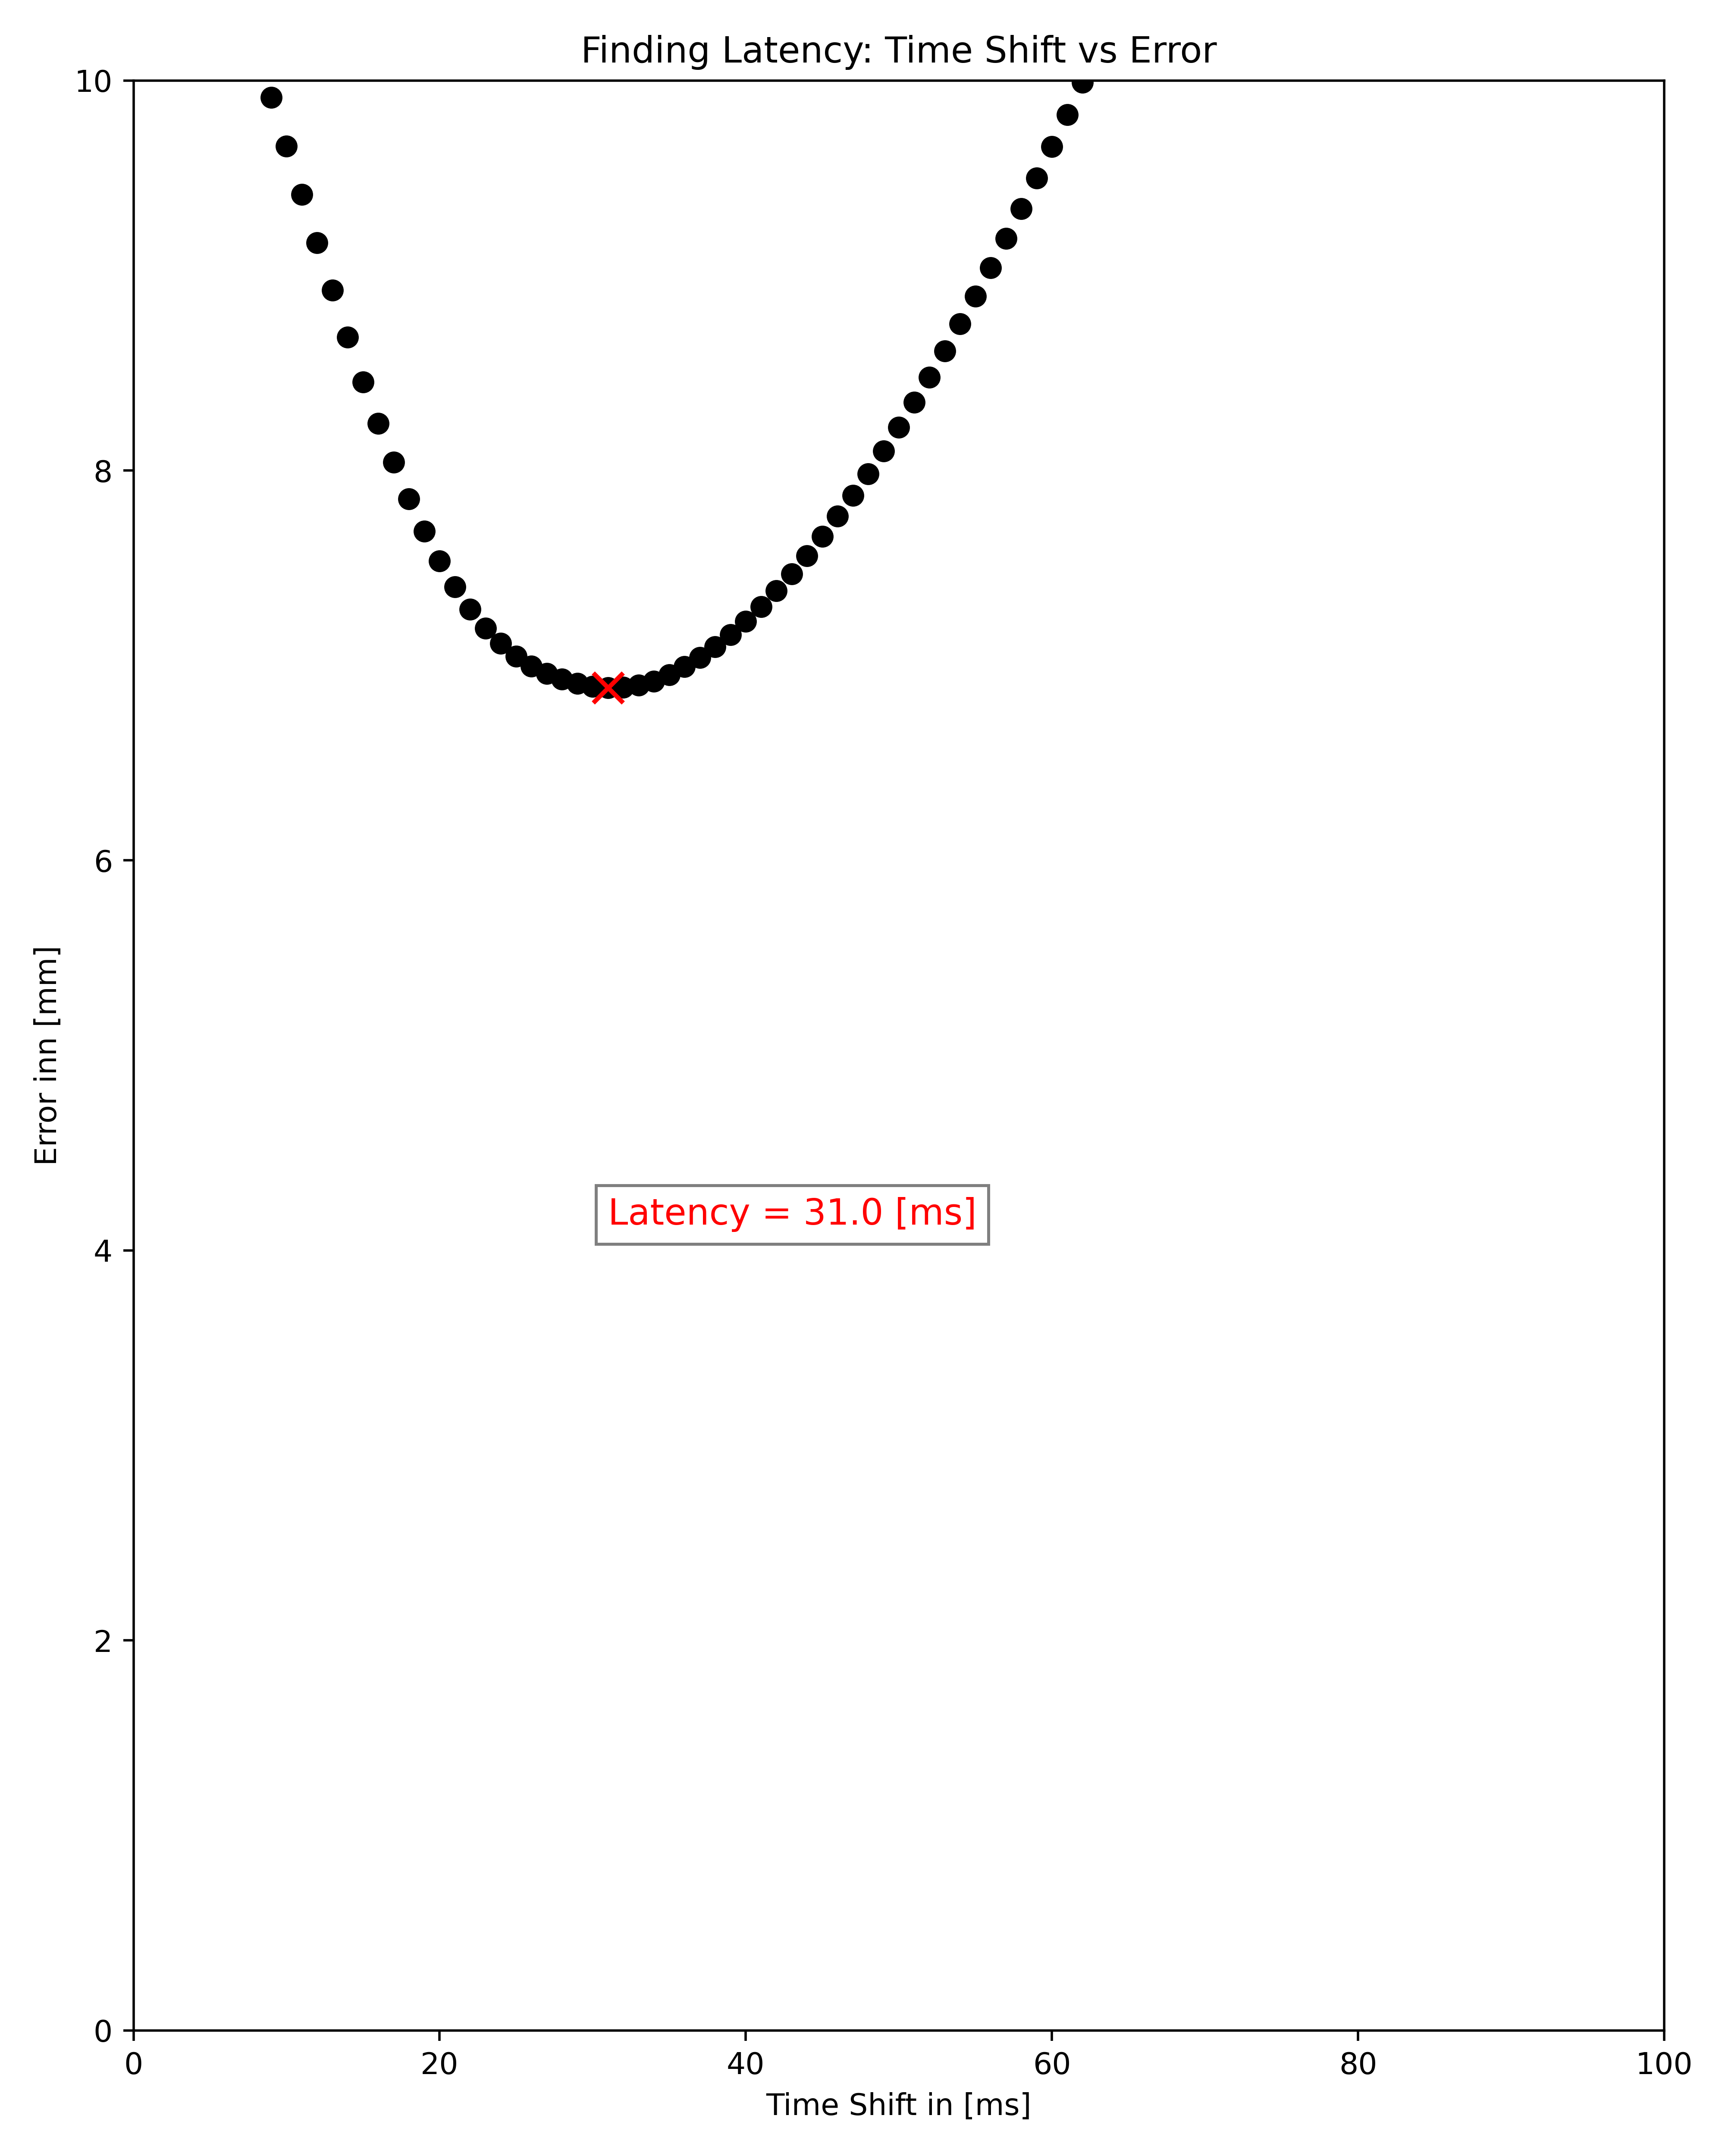 Finding Latency: Time Shift vs Error
10
8
6
4
2
0
Error inn [mm]
Latency = 31.0 [ms]
0 20 40 60 80 100
Time Shift in [ms]